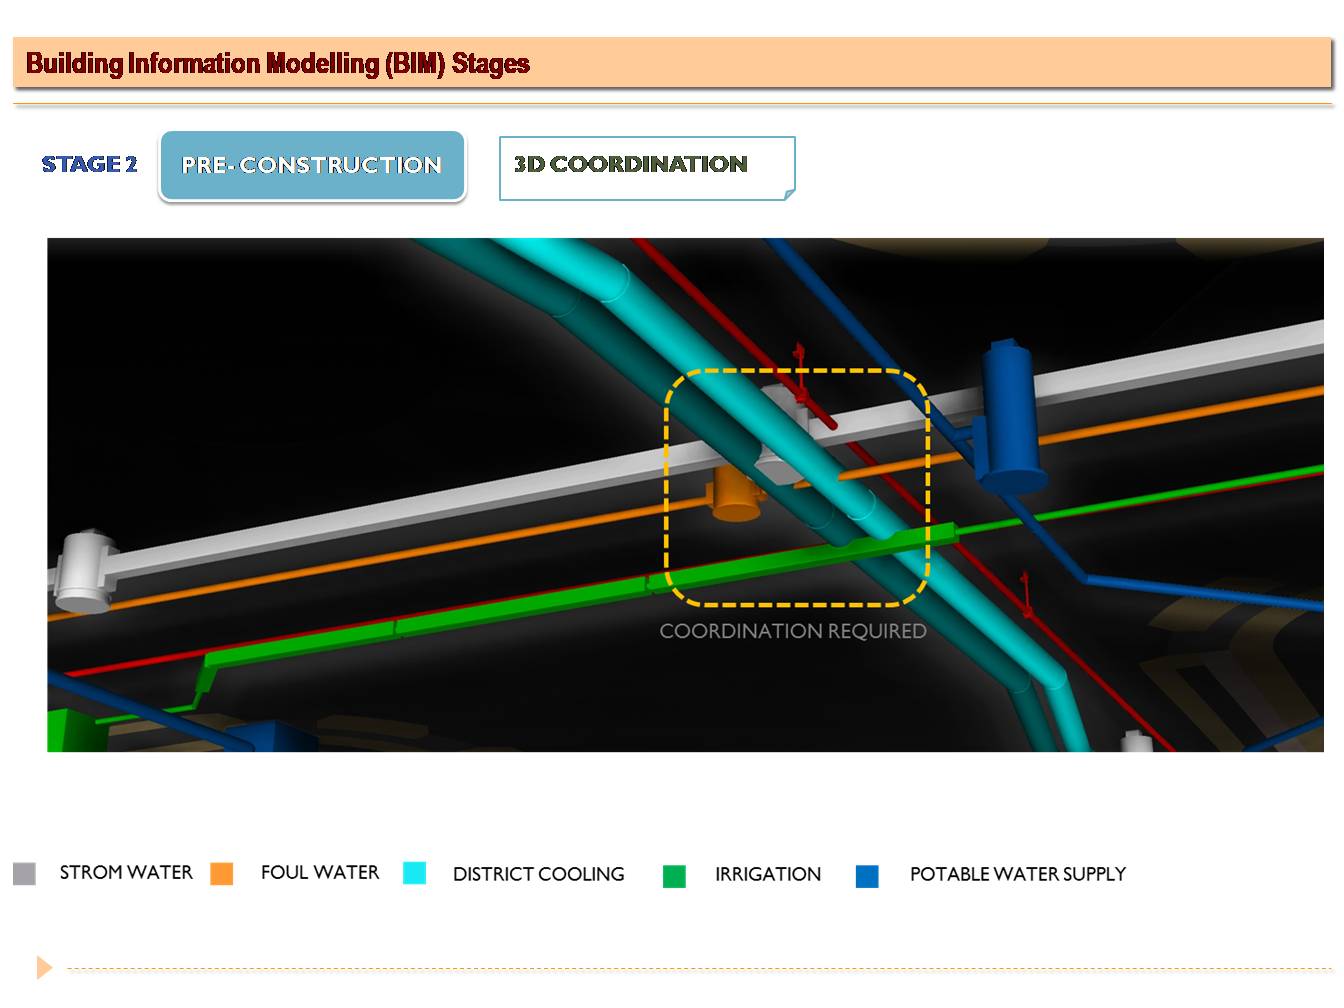 Building Information Modelling (BIM) Stages
STAGE 2
PRE- CONSTRUCTION
3D COORDINATION
COORDINATION REQUIRED
STROM WATER
FOUL WATER
DISTRICT COOLING
IRRIGATION
POTABLE WATER SUPPLY